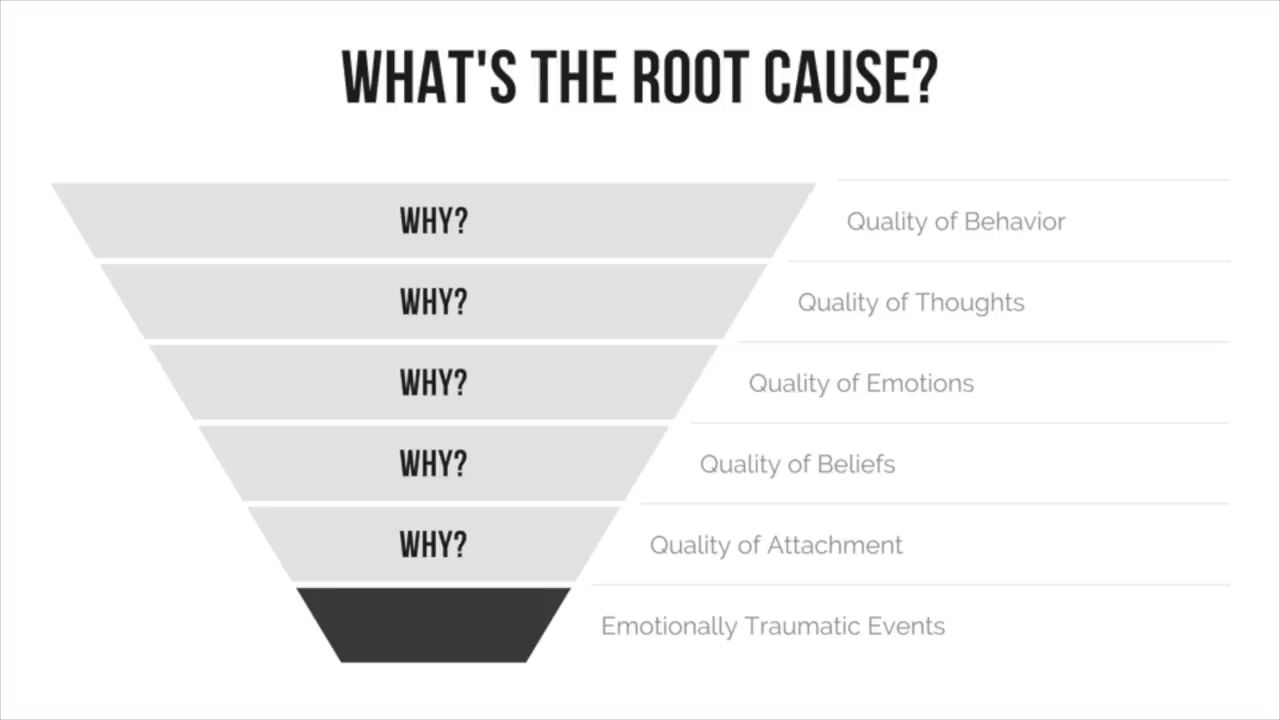 WHAT'S THE ROOT CAUSE?
WHY?
Quality of Behavior
WHY?
Quality of Thoughts
WHY?
Quality of Emotions
WHY?
Quality of Beliefs
WHY?
Quality of Attachment
Emotionally Traumatic Events